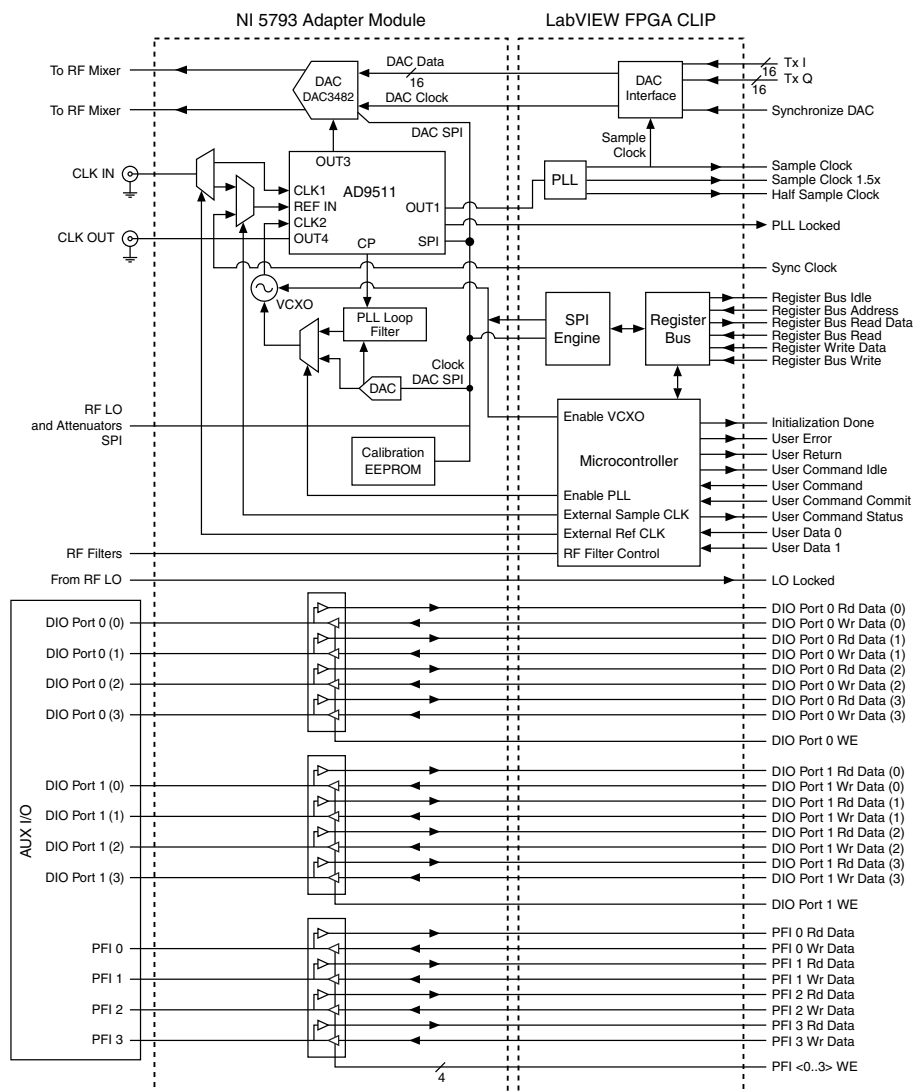 NI 5793 Adapter Module
LabVIEW FPGA CLIP
To RF Mixer
To RF Mixer
DAC
DAC3482
DAC Data
16
DAC Clock
DAC SPI
DAC
Interface
Tx I
16
Tx Q
16
Synchronize DAC
Sample
Clock
CLK IN
CLK OUT
OUT3
AD9511
CLK1
REF IN
CLK2
OUT4
CP
OUT1
SPI
PLL
Sample Clock
Sample Clock 1.5x
Half Sample Clock
PLL Locked
Sync Clock
VCXO
PLL Loop
Filter
DAC
Clock
DAC SPI
SPI
Engine
Register
Bus
Register Bus Idle
Register Bus Address
Register Bus Read Data
Register Bus Read
Register Write Data
Register Bus Write
RF LO
and Attenuators
SPI
Calibration
EEPROM
Enable VCXO
Microcontroller
Enable PLL
External Sample CLK
External Ref CLK
RF Filter Control
Initialization Done
User Error
User Return
User Command Idle
User Command
User Command Commit
User Command Status
User Data 0
User Data 1
RF Filters
From RF LO
LO Locked
AUX I/O
DIO Port 0 (0)
DIO Port 0 (1)
DIO Port 0 (2)
DIO Port 0 (3)
DIO Port 0 Rd Data (0)
DIO Port 0 Wr Data (0)
DIO Port 0 Rd Data (1)
DIO Port 0 Wr Data (1)
DIO Port 0 Rd Data (2)
DIO Port 0 Wr Data (2)
DIO Port 0 Rd Data (3)
DIO Port 0 Wr Data (3)
DIO Port 0 WE
DIO Port 1 (0)
DIO Port 1 (1)
DIO Port 1 (2)
DIO Port 1 (3)
DIO Port 1 Rd Data (0)
DIO Port 1 Wr Data (0)
DIO Port 1 Rd Data (1)
DIO Port 1 Wr Data (1)
DIO Port 1 Rd Data (2)
DIO Port 1 Wr Data (2)
DIO Port 1 Rd Data (3)
DIO Port 1 Wr Data (3)
DIO Port 1 WE
PFI 0
PFI 1
PFI 2
PFI 3
PFI 0 Rd Data
PFI 0 Wr Data
PFI 1 Rd Data
PFI 1 Wr Data
PFI 2 Rd Data
PFI 2 Wr Data
PFI 3 Rd Data
PFI 3 Wr Data
4
PFI <0..3> WE